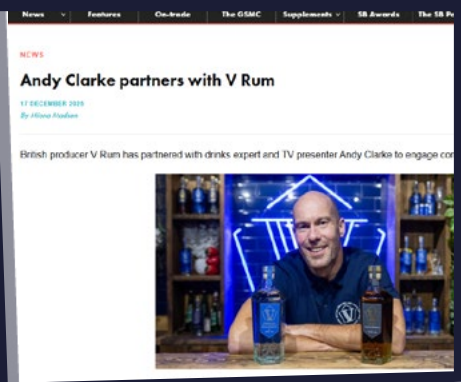 News Features On-trade The GSMC Supplements SB Awards The SB
NEWS
Andy Clarke partners with V Rum
17 DECEMBER 2020
British producer V Rum has partnered with drinks expert and TV presenter Andy Clarke to engage
V V